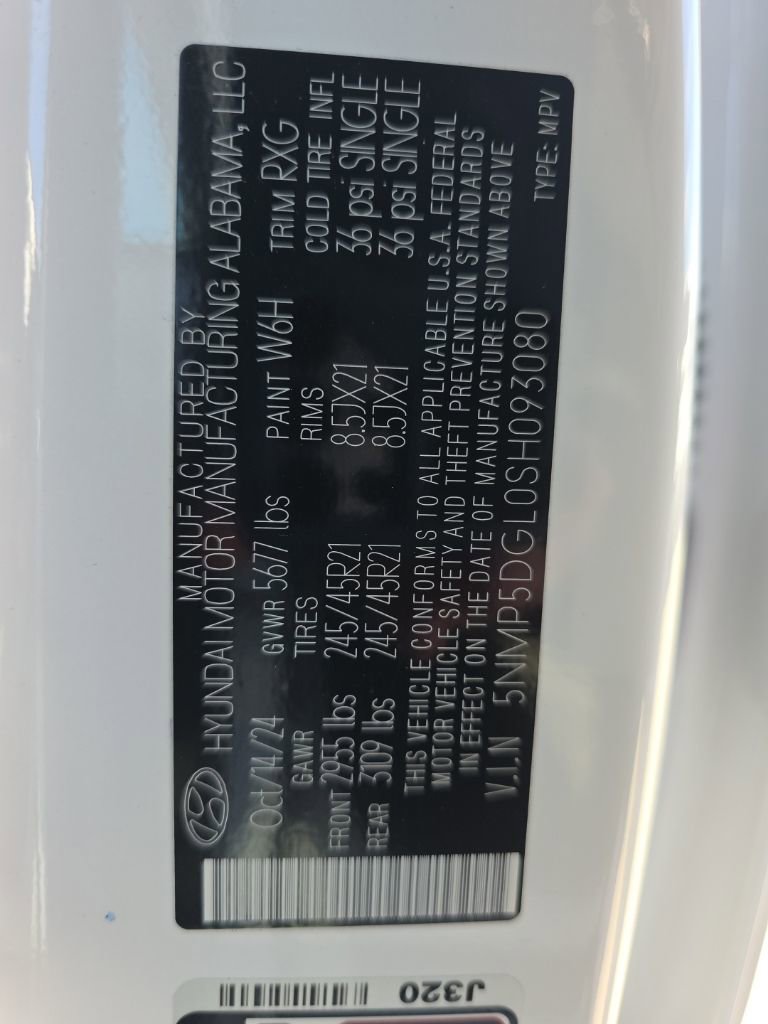 MANUFACTURED BY
HYUNDAI MOTOR MANUFACTURING ALABAMA, LLC
Oct/14/24 GVWR 5677 lbs PAINT W6H TRIM RXG
GAWR TIRES RIMS COLD TIRE INFL
FRONT 2955 lbs 245/45R21 8.5JX21 36 psi SINGLE
REAR 3109 lbs 245/45R21 8.5JX21 36 psi SINGLE
THIS VEHICLE CONFORMS TO ALL APPLICABLE U.S.A. FEDERAL
MOTOR VEHICLE SAFETY AND THEFT PREVENTION STANDARDS
IN EFFECT ON THE DATE OF MANUFACTURE SHOWN ABOVE
V.I.N 5NMP5DGL0SH093080 TYPE: MPV
J320